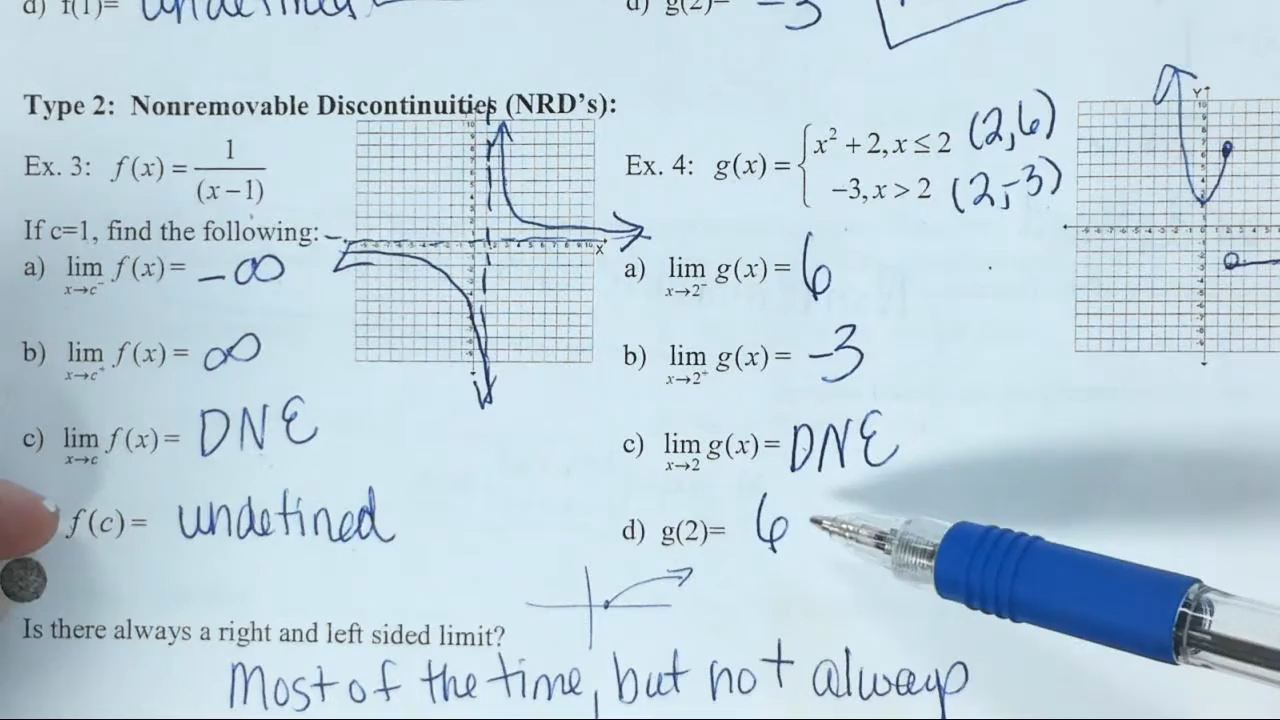 d) f(1)= undefined
d) g(2)= -3
Type 2: Nonremovable Discontinuities (NRD's):
Ex. 3: f(x) = 1/(x-1)
If c=1, find the following:
a) lim x→c⁻ f(x) = -∞
b) lim x→c⁺ f(x) = ∞
c) lim x→c f(x) = DNE
f(c) = undefined
Ex. 4: g(x) = { x² + 2, x ≤ 2 (2,6)
-3, x > 2 (2,-3)
a) lim x→2⁻ g(x) = 6
b) lim x→2⁺ g(x) = -3
c) lim x→2 g(x) = DNE
d) g(2)= 6
Is there always a right and left sided limit?
Most of the time, but not always